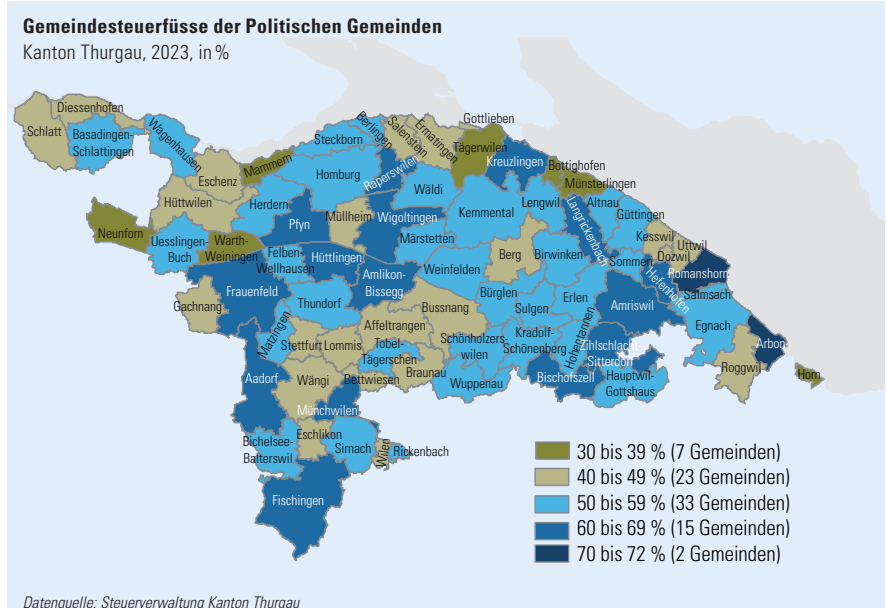 Gemeindesteuerfüsse der Politischen Gemeinden
Kanton Thurgau, 2023, in %
Diessenhofen
Schlatt
Basadingen-
Schlattingen
Wagenhausen
Eschenz
Mammern
Steckborn
Berlingen
Salenstein
Ermatingen
Gottlieben
Tägerwilen
Kreuzlingen
Bottighofen
Münsterlingen
Homburg
Raperswilen
Wäldi
Hüttwilen
Herdern
Lengwil
Langrickenbach
Altnau
Güttingen
Neunforn
Pfyn
Müllheim
Wigoltingen
Kemmental
Kesswil
Uttwil
Dozwil
Uesslingen-
Buch
Warth-
Weiningen
Felben-
Wellhausen
Hüttlingen
Märstetten
Berg
Birwinken
Sommeri
Hefenhofen
Romanshorn
Salmsach
Frauenfeld
Amlikon-
Bissegg
Weinfelden
Gachnang
Thundorf
Bussnang
Bürglen
Sulgen
Erlen
Amriswil
Egnach
Matzingen
Stettfurt
Lommis
Affeltrangen
Tobel-
Tägerschen
Schönholzers-
wilen
Kradolf-
Schönenberg
Hohentannen
Zihlschlacht-
Sitterdorf
Arbon
Roggwil
Horn
Aadorf
Wängi
Bettwiesen
Braunau
Wuppenau
Bischofszell
Hauptwil-
Gottshaus
Münchwilen
Bichelsee-
Balterswil
Eschlikon
Sirnach
Wilen
Rickenbach
Fischingen
30 bis 39 % (7 Gemeinden)
40 bis 49 % (23 Gemeinden)
50 bis 59 % (33 Gemeinden)
60 bis 69 % (15 Gemeinden)
70 bis 72 % (2 Gemeinden)
Datenquelle: Steuerverwaltung Kanton Thurgau